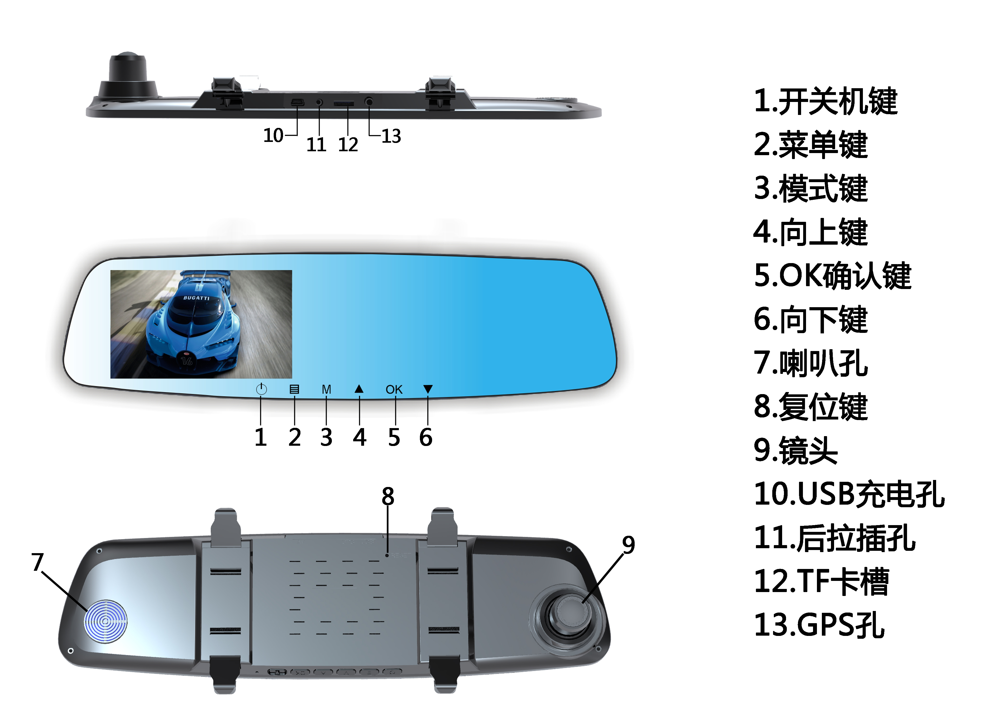 10
11
12
13
BUGATTI
16
M
OK
1
2
3
4
5
6
8
7
9
1.开关机键
2.菜单键
3.模式键
4.向上键
5.OK确认键
6.向下键
7.喇叭孔
8.复位键
9.镜头
10.USB充电孔
11.后拉插孔
12.TF卡槽
13.GPS孔